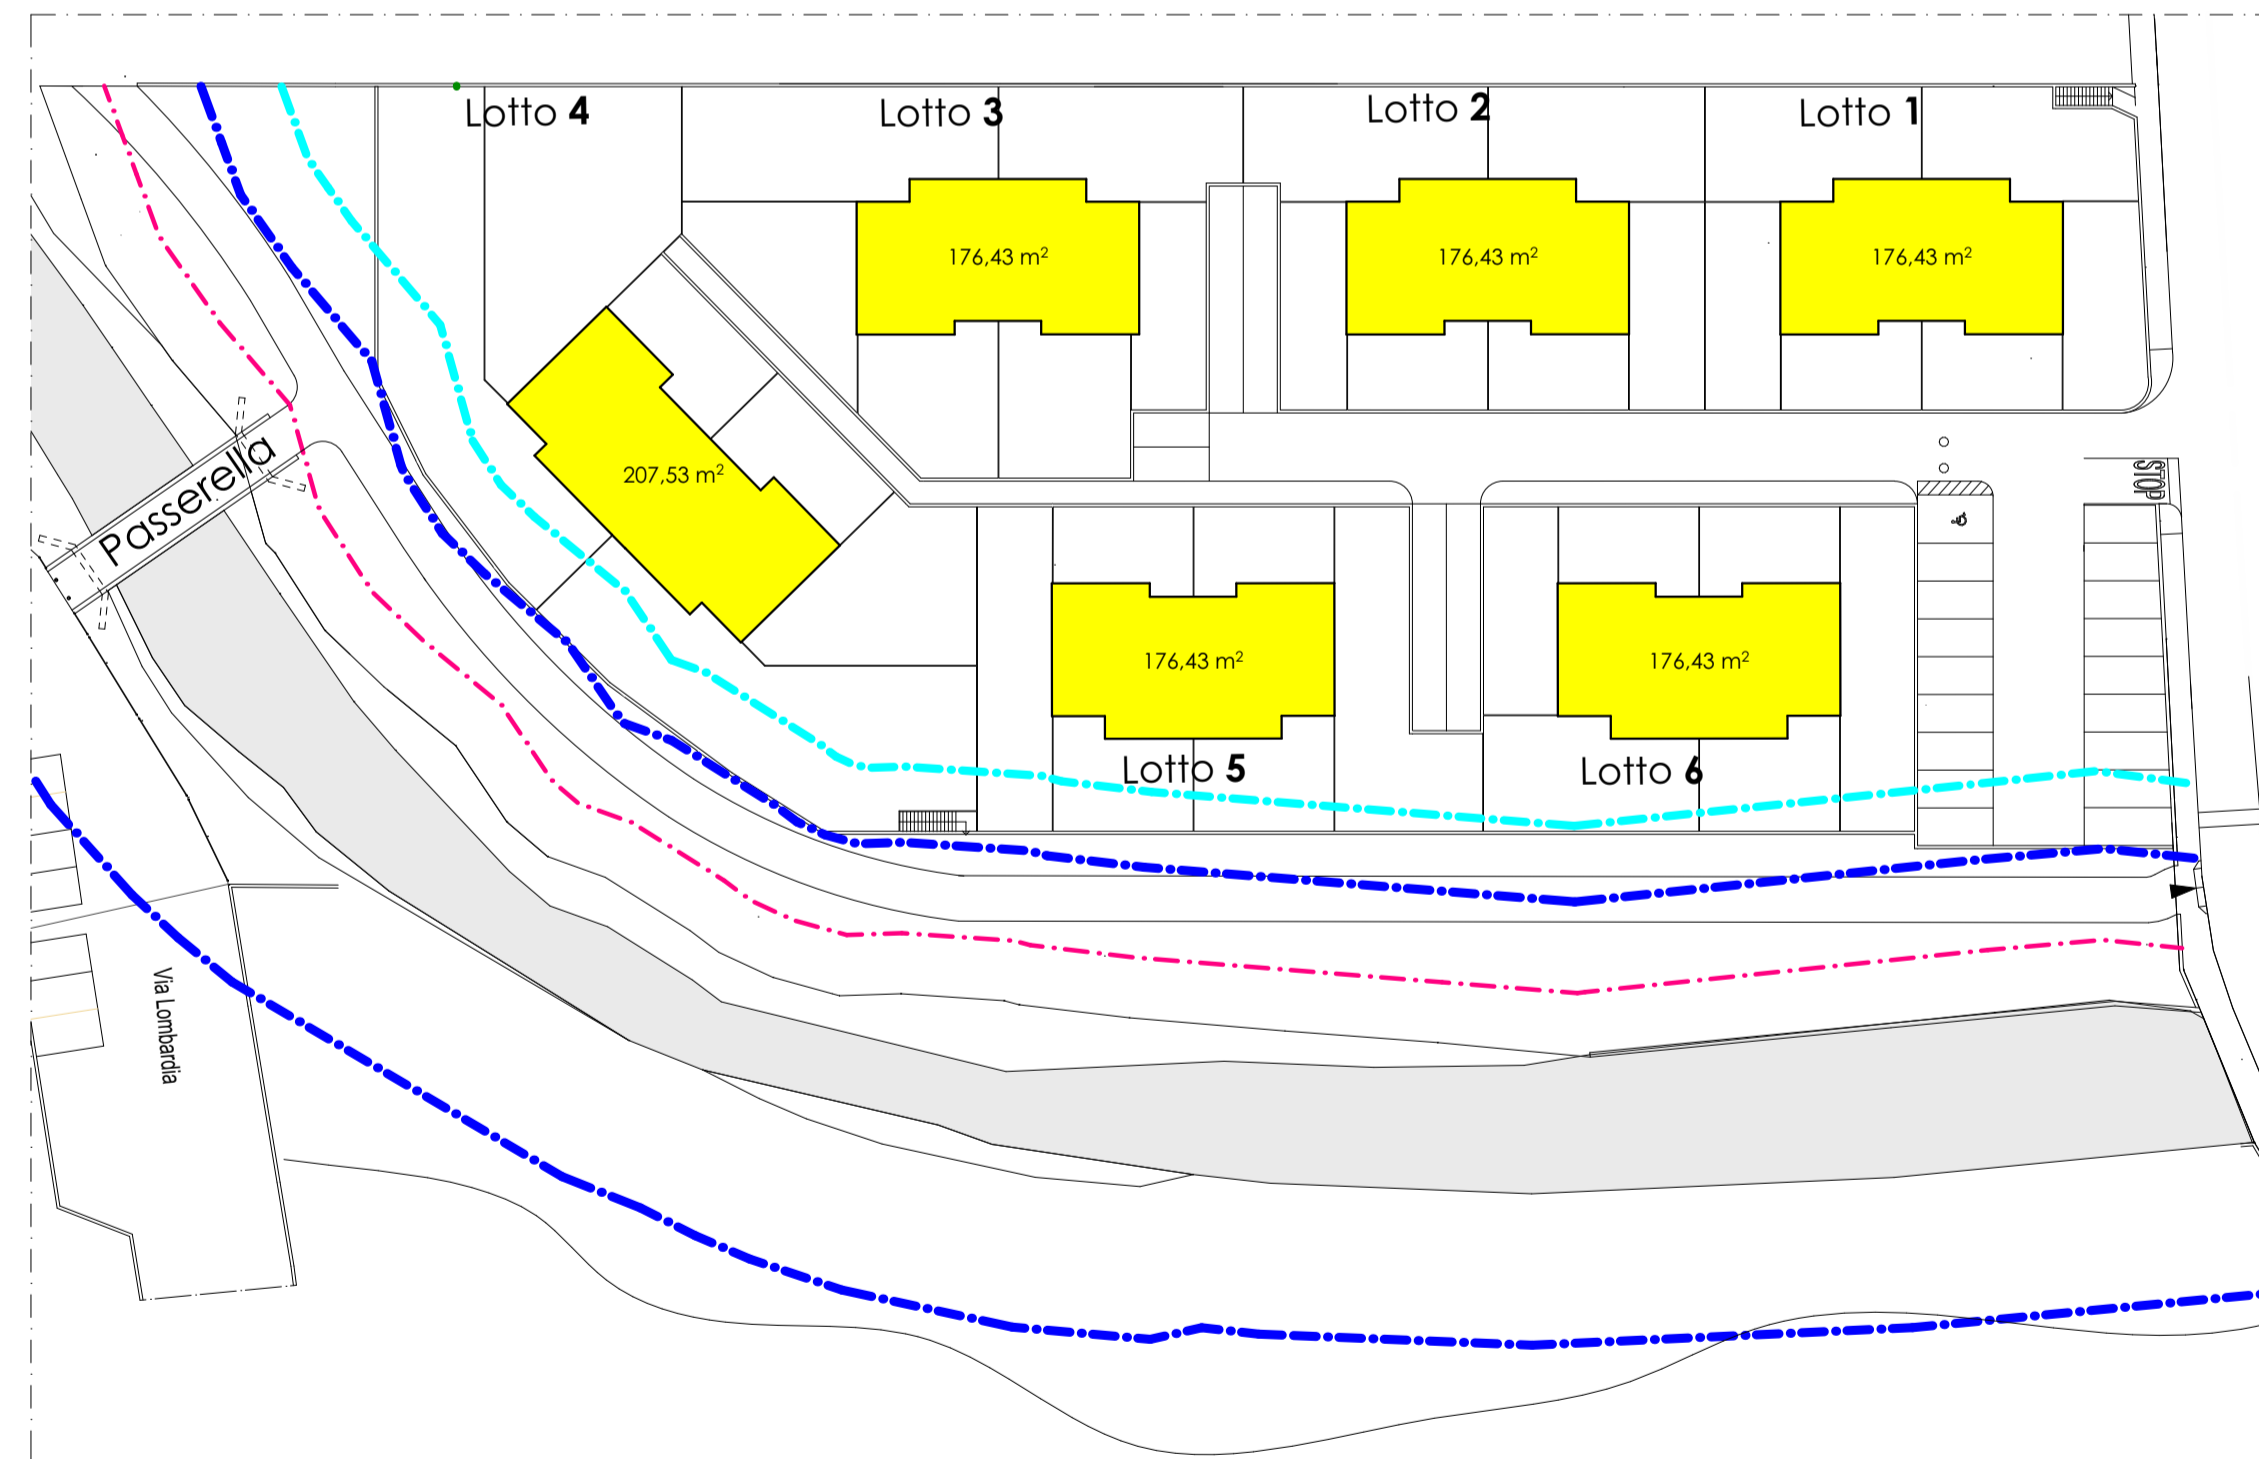 Lotto 4
Lotto 3
Lotto 2
Lotto 1
176,43 m²
176,43 m²
176,43 m²
207,53 m²
Passerella
STOP
176,43 m²
176,43 m²
Lotto 5
Lotto 6
Via Lombardia